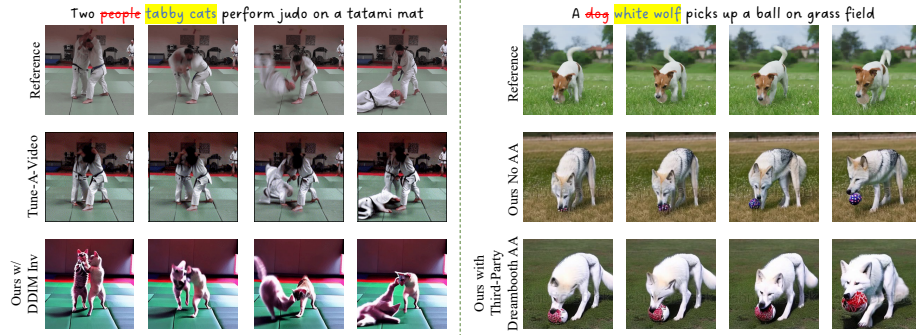 Two people tabby cats perform judo on a tatami mat
Reference
Tune-A-Video
Ours w/
DDIM Inv
A dog white wolf picks up a ball on grass field
Reference
Ours No AA
Ours with
Third-Party
Dreambooth AA